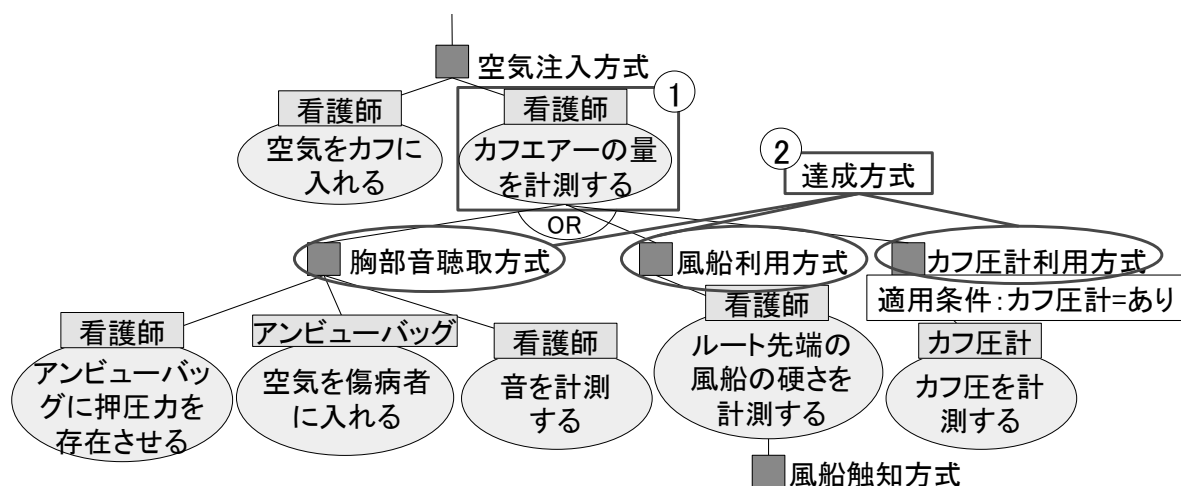 空気注入方式
①
看護師
空気をカフに
入れる
看護師
カフエアーの量
を計測する
②
達成方式
OR
胸部音聴取方式
風船利用方式
カフ圧計利用方式
適用条件：カフ圧計=あり
看護師
アンビューバッ
グに押圧力を
存在させる
アンビューバッグ
空気を傷病者
に入れる
看護師
音を計測
する
看護師
ルート先端の
風船の硬さを
計測する
カフ圧計
カフ圧を計
測する
風船触知方式